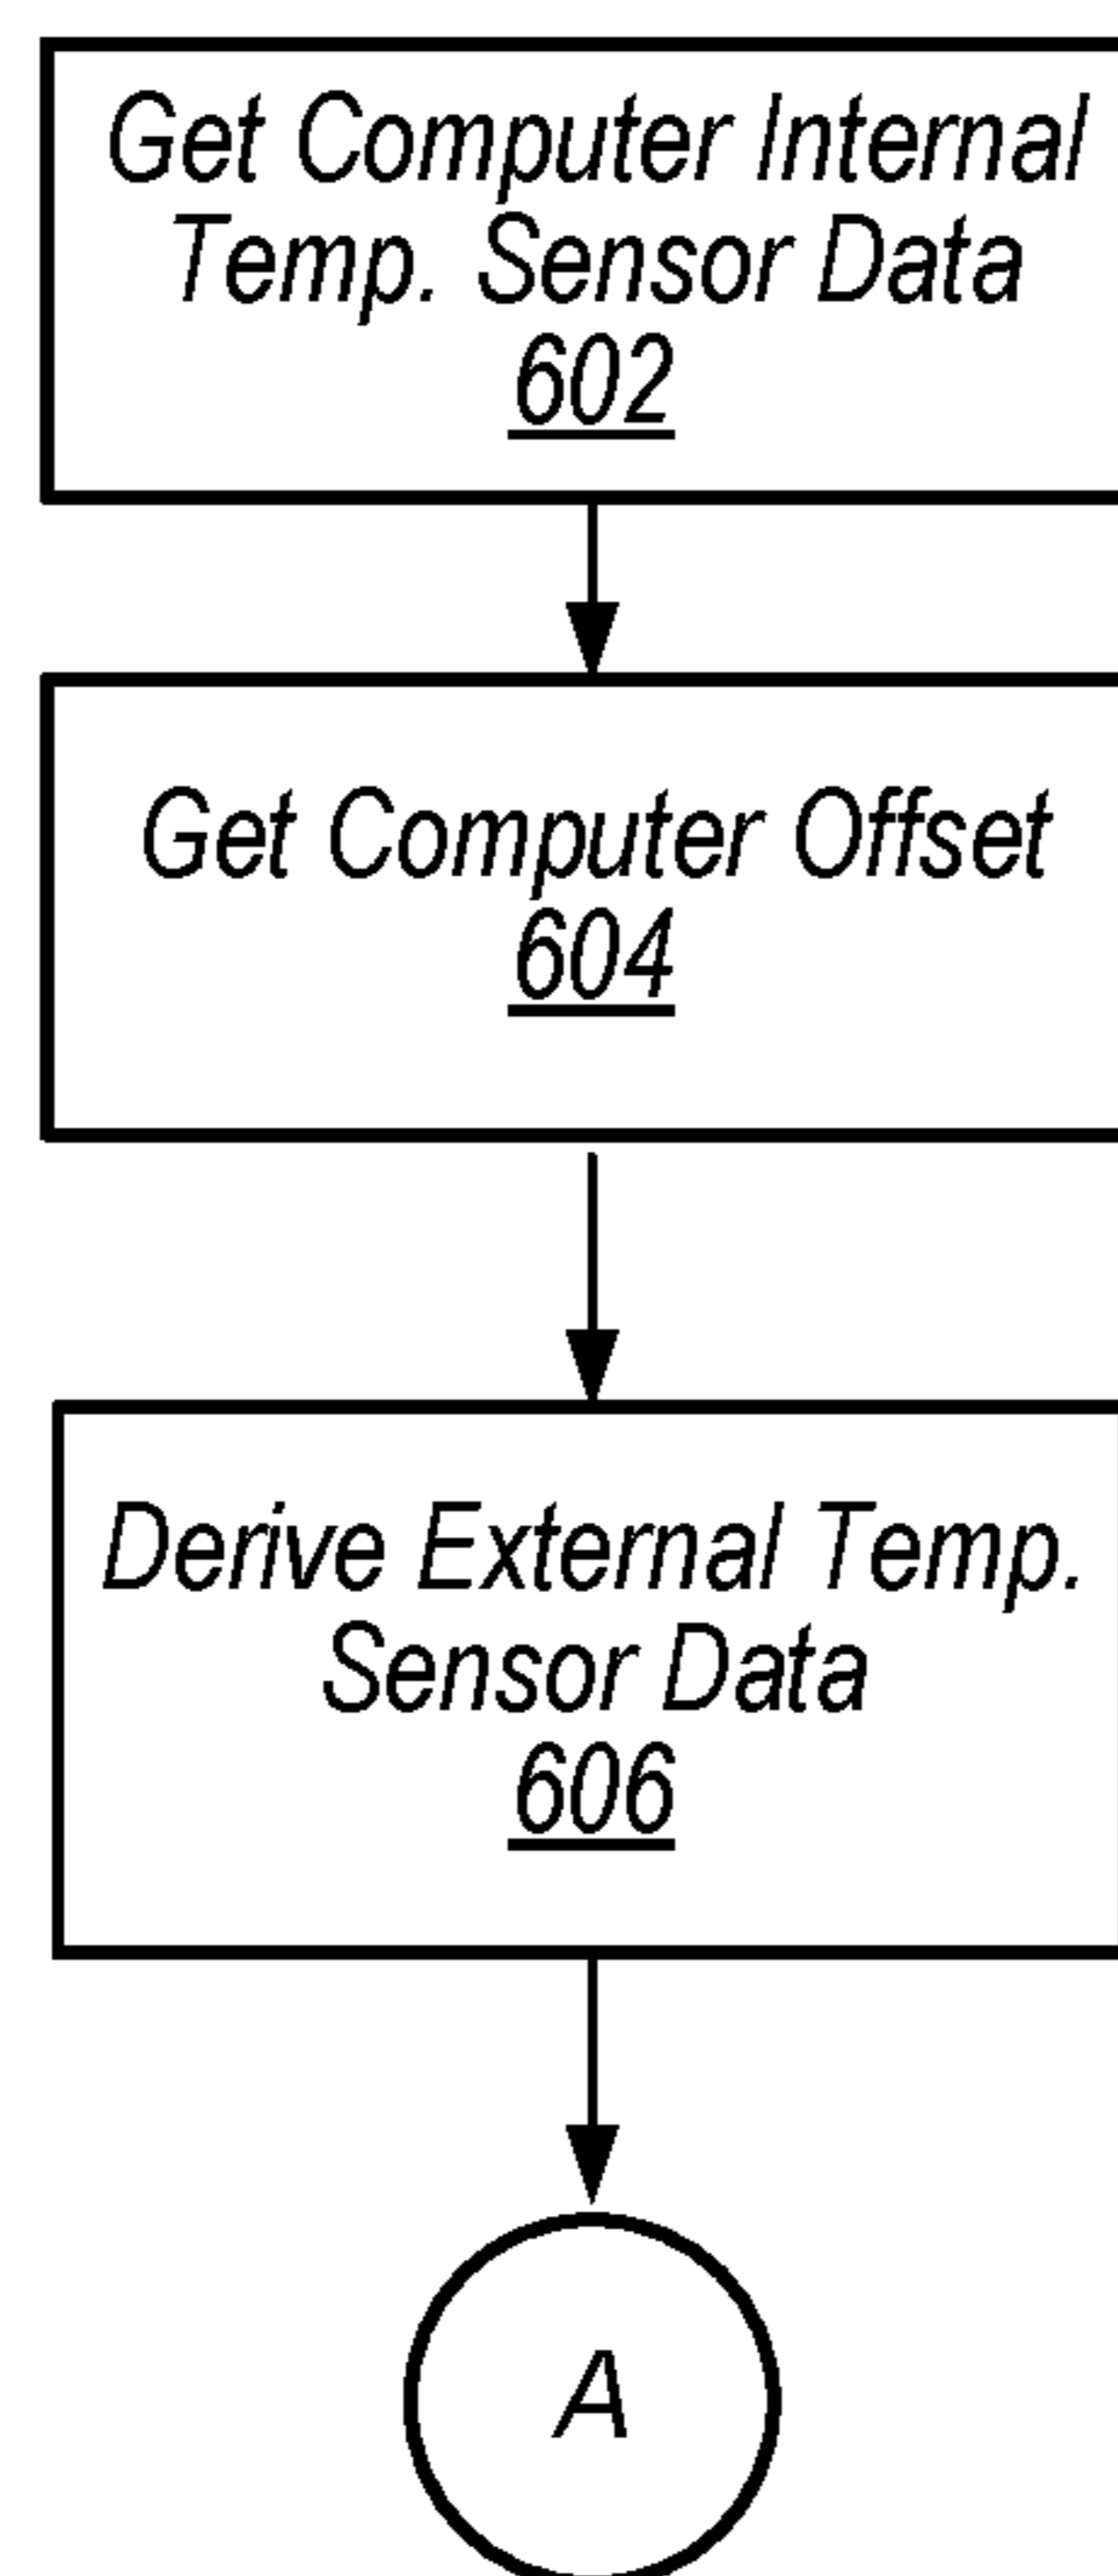 Get Computer Internal
Temp. Sensor Data
602
Get Computer Offset
604
Derive External Temp.
Sensor Data
606
A